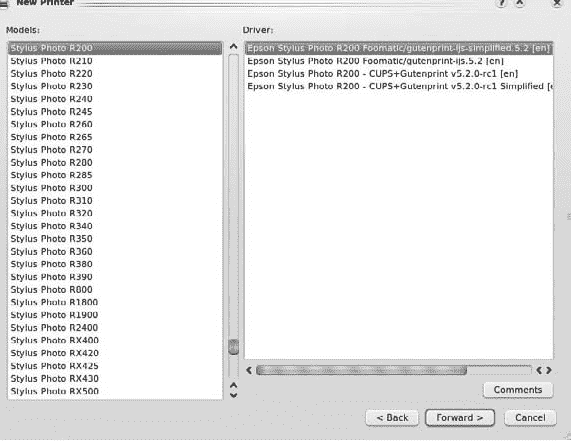 New Printer
Models:
Stylus Photo R200
Stylus Photo R210
Stylus Photo R220
Stylus Photo R230
Stylus Photo R240
Stylus Photo R245
Stylus Photo R260
Stylus Photo R265
Stylus Photo R270
Stylus Photo R280
Stylus Photo R285
Stylus Photo R300
Stylus Photo R310
Stylus Photo R320
Stylus Photo R340
Stylus Photo R350
Stylus Photo R360
Stylus Photo R380
Stylus Photo R390
Stylus Photo R800
Stylus Photo R1800
Stylus Photo R1900
Stylus Photo R2400
Stylus Photo RX400
Stylus Photo RX420
Stylus Photo RX425
Stylus Photo RX430
Stylus Photo RX500
Driver:
Epson Stylus Photo R200 Foomatic/gutenprint-ijs-simplified.5.2 [en]
Epson Stylus Photo R200 Foomatic/gutenprint-ijs.5.2 [en]
Epson Stylus Photo R200 - CUPS+Gutenprint v5.2.0-rc1 [en]
Epson Stylus Photo R200 - CUPS+Gutenprint v5.2.0-rc1 Simplified [e
Comments
< Back
Forward >
Cancel